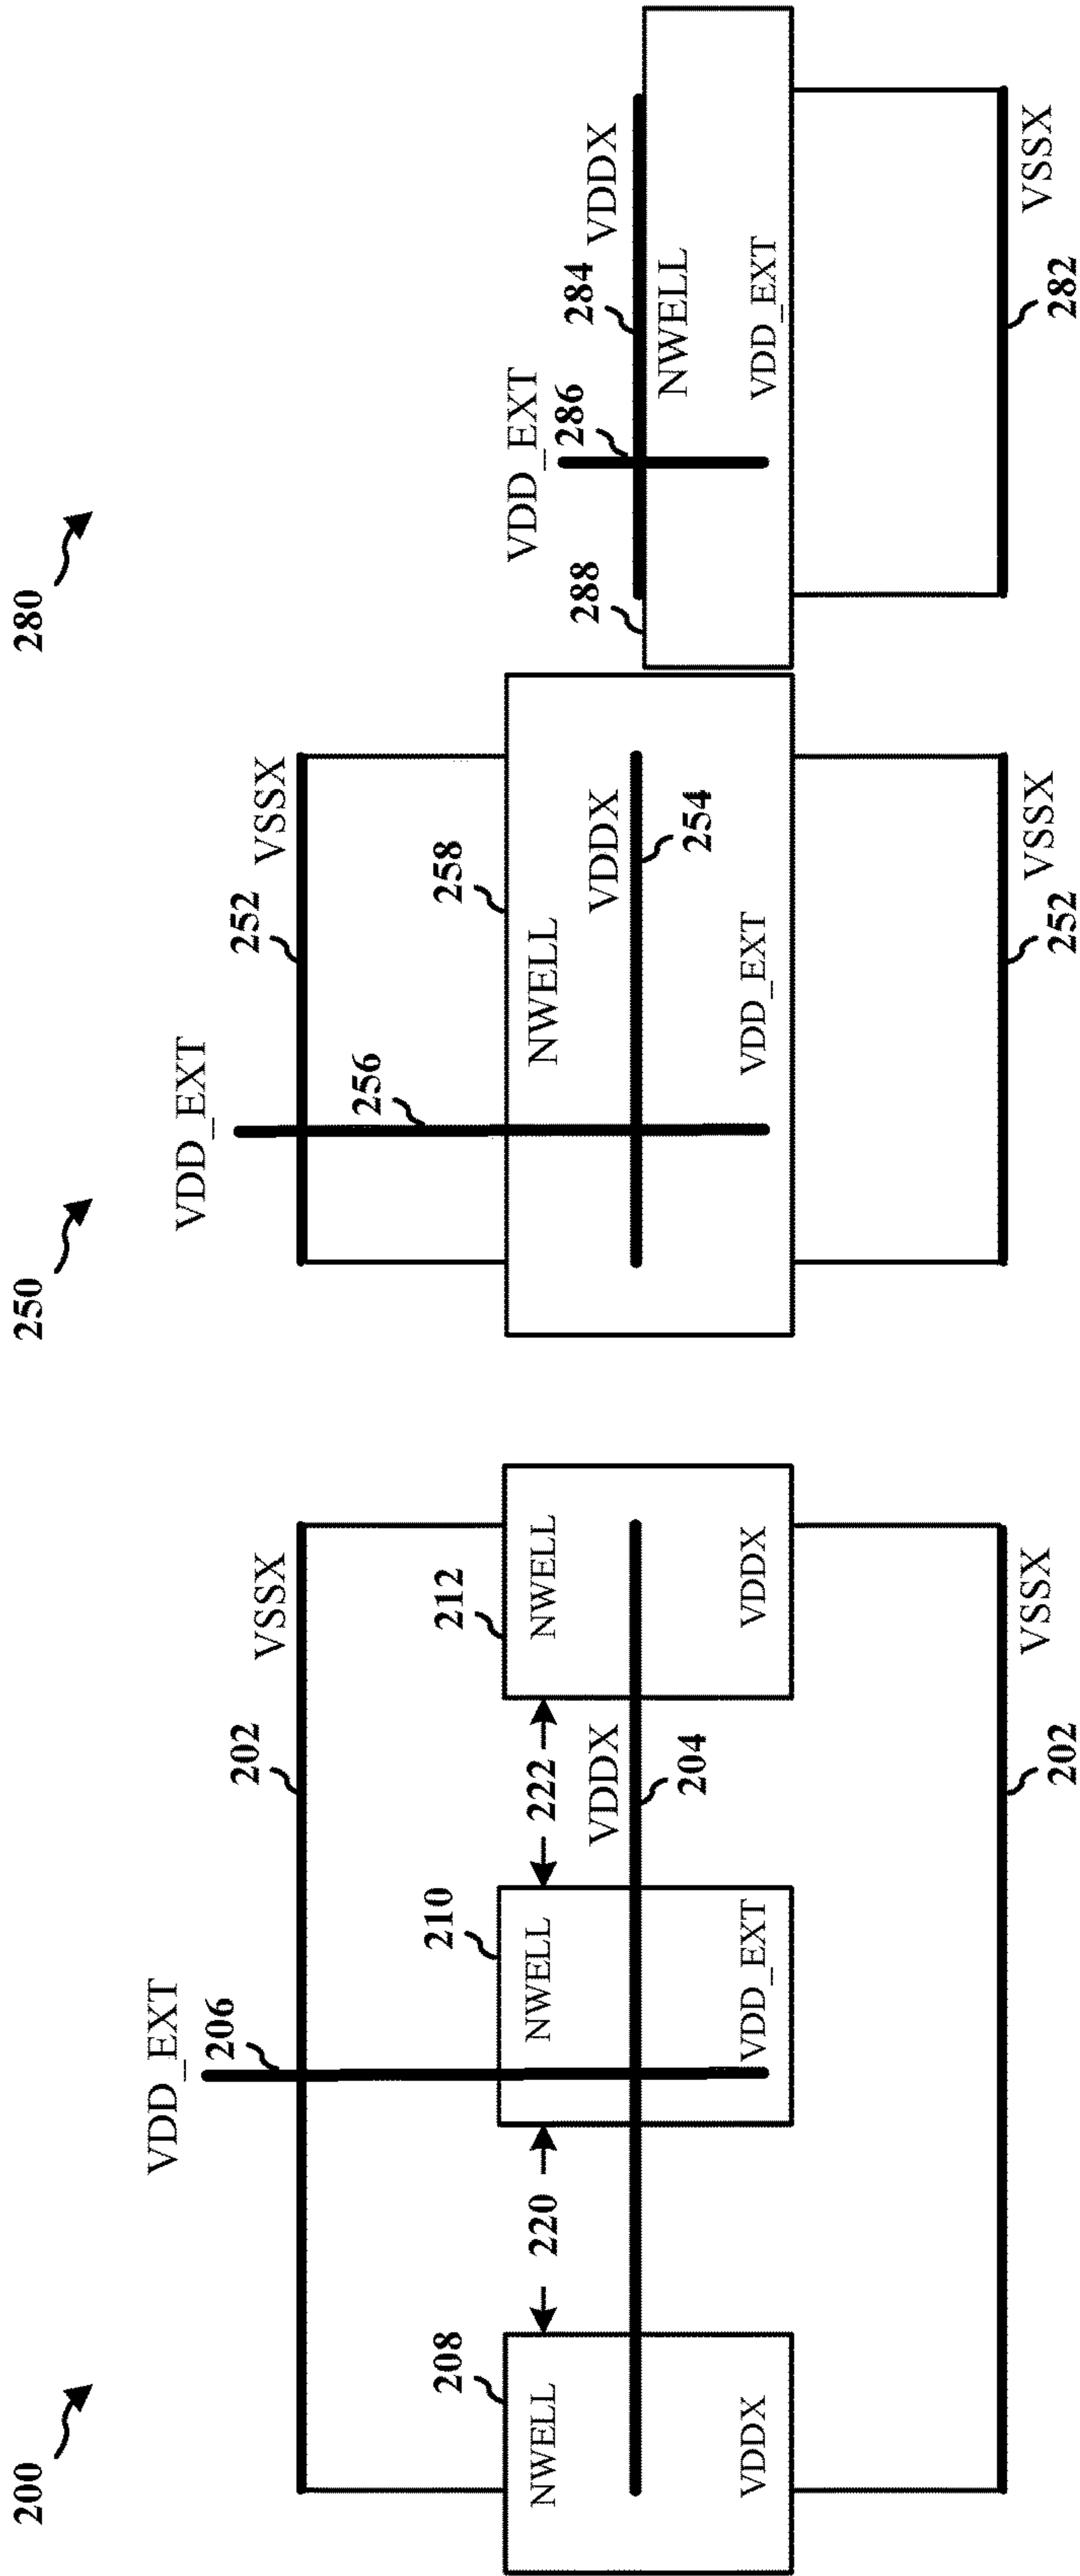 200
VDD_EXT
206
202
VSSX
208
NWELL
VDDX
220
210
NWELL
VDD_EXT
222
VDDX
204
212
NWELL
VDDX
202
VSSX
250
VDD_EXT
256
252
VSSX
258
NWELL
VDDX
254
VDD_EXT
252
VSSX
280
VDD_EXT
286
288
284
VDDX
NWELL
VDD_EXT
282
VSSX